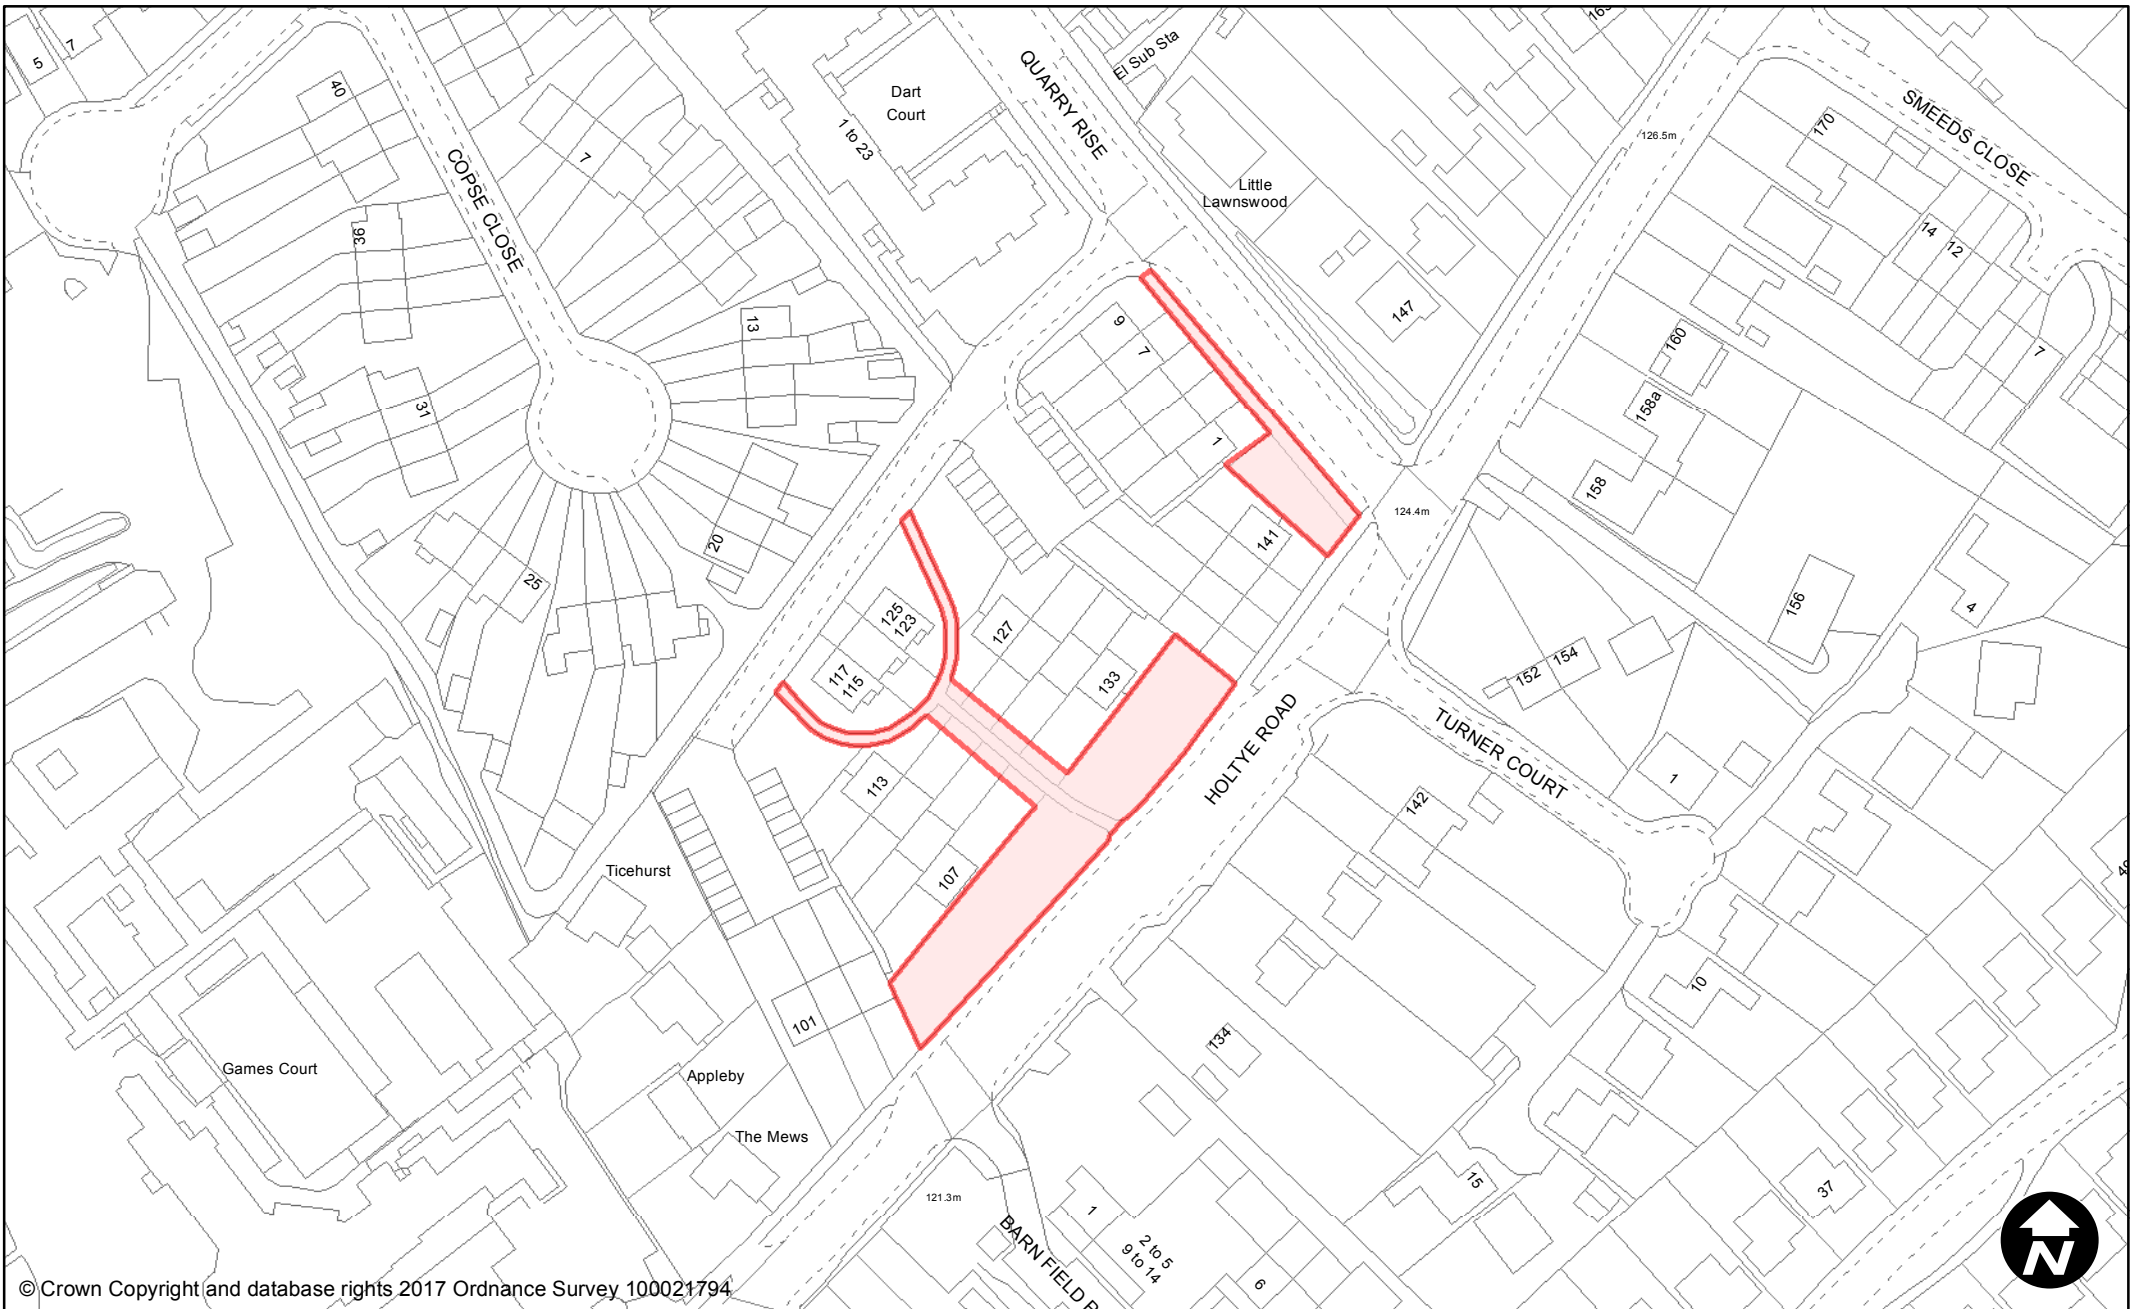 5
7
40
COPSE CLOSE
7
Dart
Court
1 to 23
QUARRY RISE
El Sub Sta
Little
Lawnswood
126.5m
170
SMEEDS CLOSE
36
14
12
13
9
7
147
160
7
31
158a
1
158
124.4m
141
20
25
125
123
127
156
4
117
115
133
154
152
HOLTYE ROAD
TURNER COURT
1
113
142
107
Ticehurst
10
101
134
Games Court
Appleby
The Mews
15
37
121.3m
1
2 to 5
9 to 14
BARN FIELD
6
N
© Crown Copyright and database rights 2017 Ordnance Survey 100021794